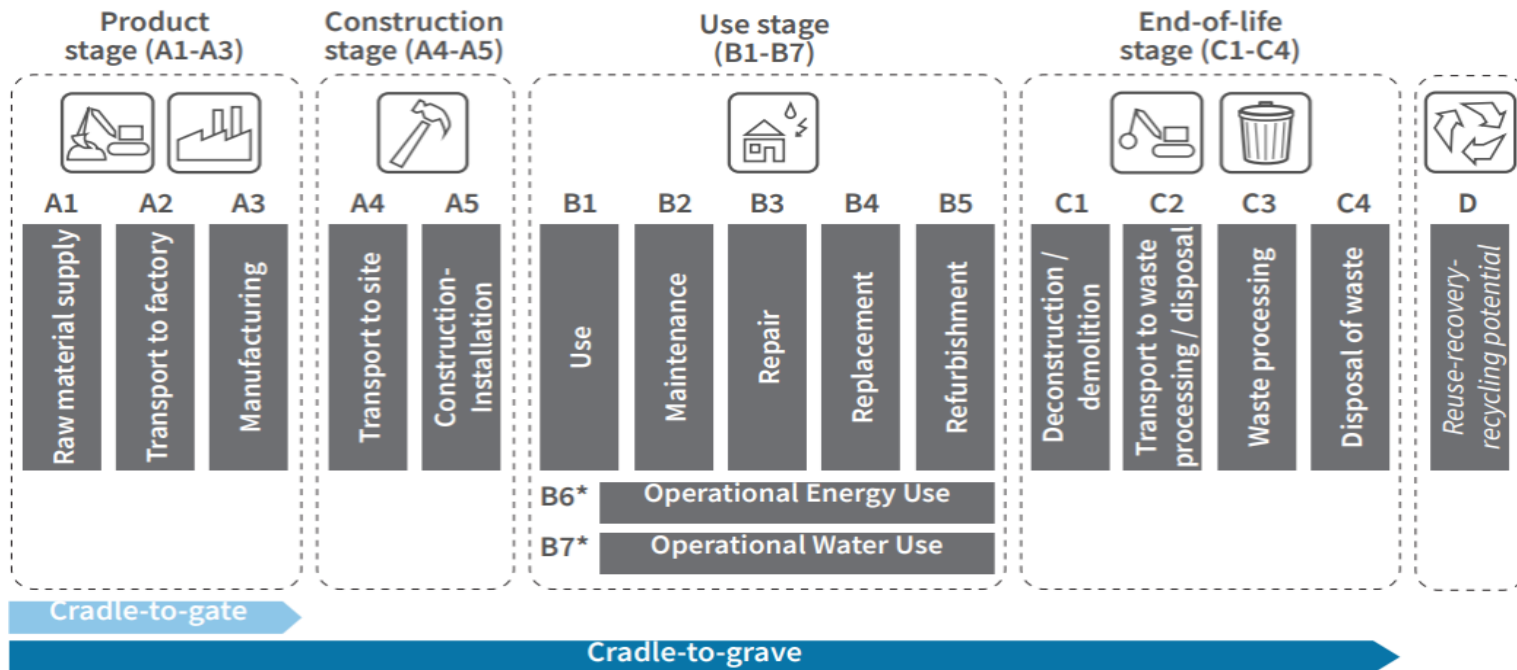 Product
stage (A1-A3)
Construction
stage (A4-A5)
Use stage
(B1-B7)
End-of-life
stage (C1-C4)
A1
A2
A3
A4
A5
B1
B2
B3
B4
B5
C1
C2
C3
C4
D
Raw material supply
Transport to factory
Manufacturing
Transport to site
Construction-
Installation
Use
Maintenance
Repair
Replacement
Refurbishment
Deconstruction /
demolition
Transport to waste
processing / disposal
Waste processing
Disposal of waste
Reuse-recovery-
recycling potential
B6* Operational Energy Use
B7* Operational Water Use
Cradle-to-gate
Cradle-to-grave